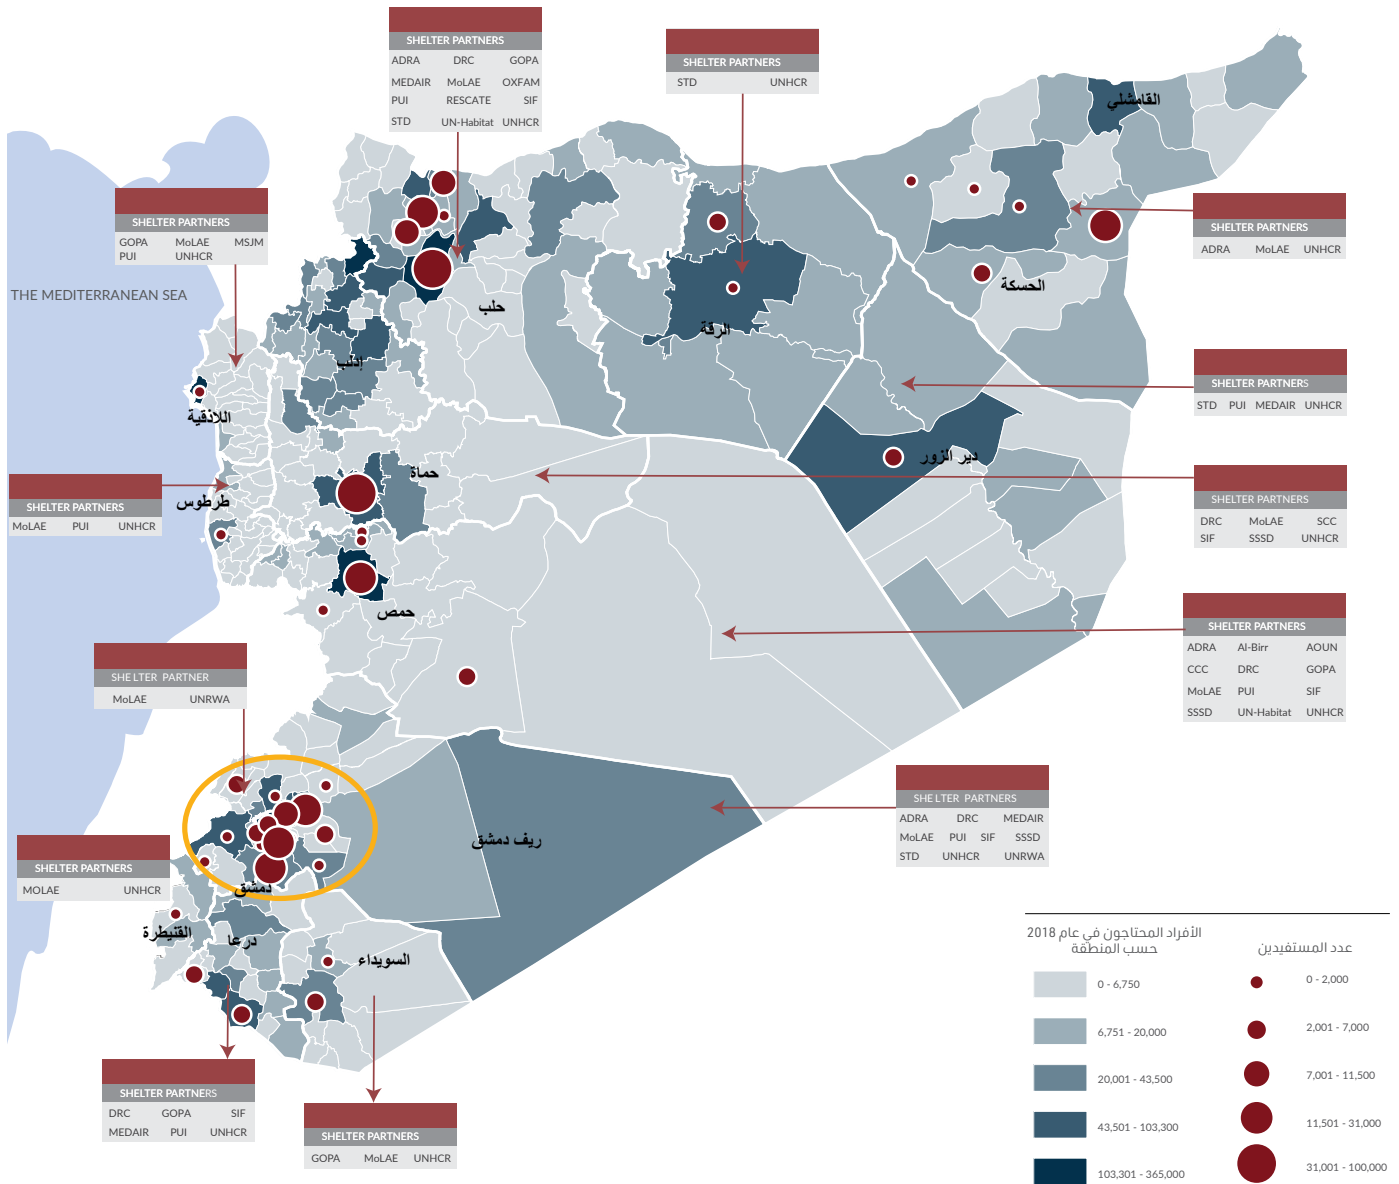 SHELTER PARTNERS
ADRA DRC GOPA
MEDAIR MoLAE OXFAM
PUI RESCATE SIF
STD UN-Habitat UNHCR
SHELTER PARTNERS
STD UNHCR
القامشلي
SHELTER PARTNERS
GOPA MoLAE MSJM
PUI UNHCR
SHELTER PARTNERS
ADRA MoLAE UNHCR
THE MEDITERRANEAN SEA
حلب
الرقة
الحسكة
إدلب
SHELTER PARTNERS
STD PUI MEDAIR UNHCR
اللاذقية
دير الزور
حماة
طرطوس
SHELTER PARTNERS
MoLAE PUI UNHCR
SHELTER PARTNERS
DRC MoLAE SCC
SIF SSSD UNHCR
حمص
SHELTER PARTNERS
ADRA Al-Birr AOUN
CCC DRC GOPA
MoLAE PUI SIF
SSSD UN-Habitat UNHCR
SHELTER PARTNER
MoLAE UNRWA
SHELTER PARTNERS
ADRA DRC MEDAIR
MoLAE PUI SIF SSSD
STD UNHCR UNRWA
ريف دمشق
SHELTER PARTNERS
MOLAE UNHCR
دمشق
القنيطرة
درعا
السويداء
SHELTER PARTNERS
DRC GOPA SIF
MEDAIR PUI UNHCR
SHELTER PARTNERS
GOPA MoLAE UNHCR
الأفراد المحتاجون في عام 2018
حسب المنطقة
0 - 6,750
6,751 - 20,000
20,001 - 43,500
43,501 - 103,300
103,301 - 365,000
عدد المستفيدين
0 - 2,000
2,001 - 7,000
7,001 - 11,500
11,501 - 31,000
31,001 - 100,000